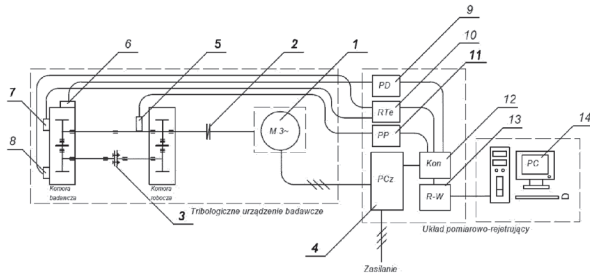 6
5
2
1
9
10
11
7
8
3
4
12
13
14
PD
RTe
PP
M 3~
PCz
Kon
R-W
PC
Komora
badawcza
Komora
robocza
Tribologiczne urządzenie badawcze
Układ pomiarowo-rejetrujący
Zasilanie